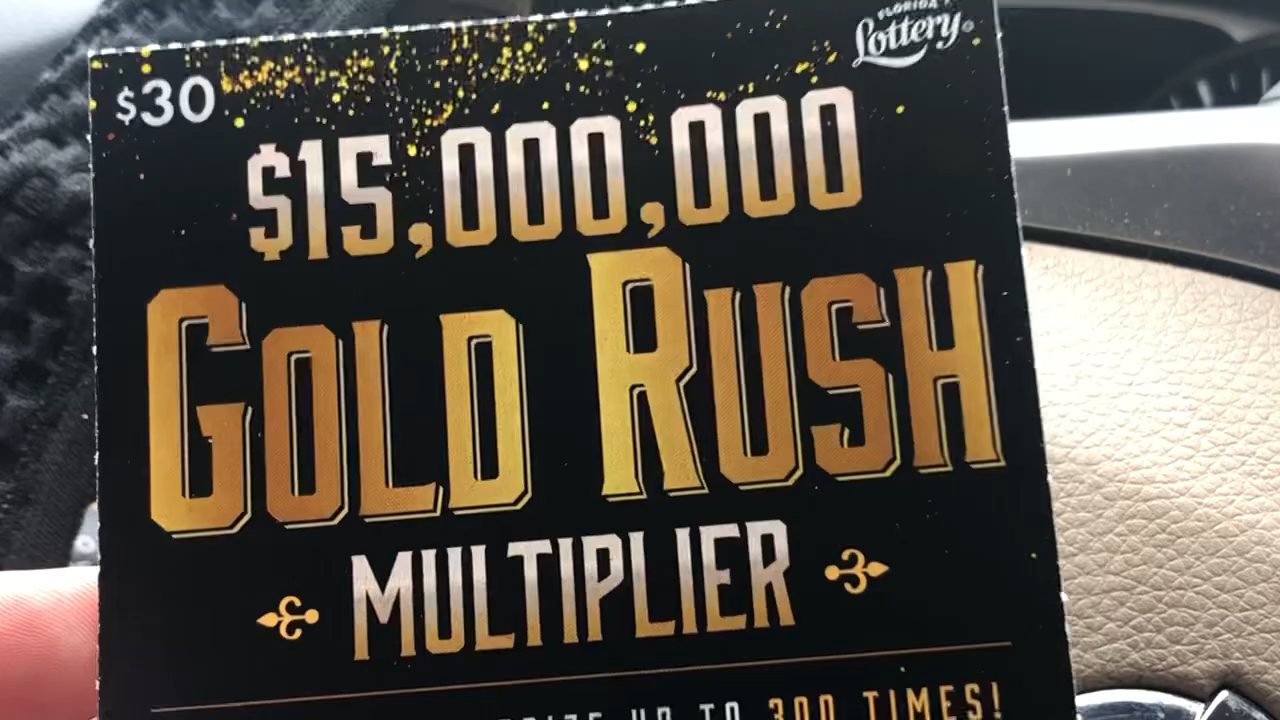 FLORIDA
Lottery
$30
$15,000,000
GOLD RUSH
MULTIPLIER
UP TO 300 TIMES!